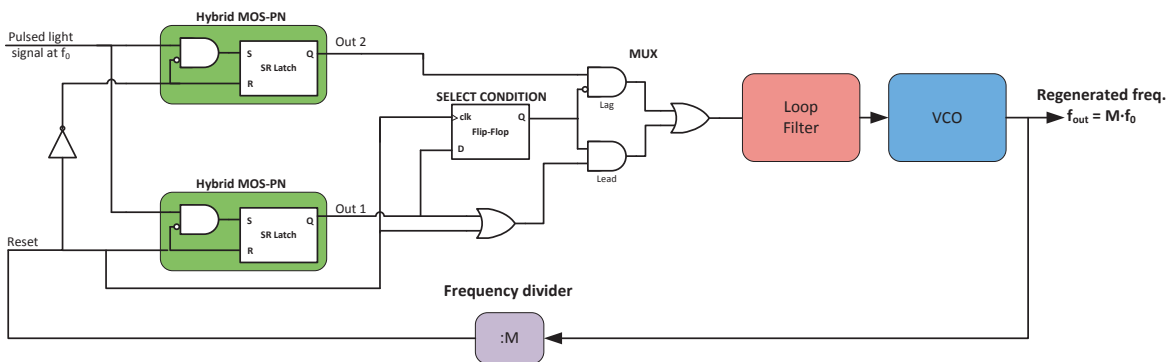 Hybrid MOS-PN
Pulsed light
signal at f₀
S
Q
SR Latch
R
Out 2
MUX
Lag
SELECT CONDITION
clk
Q
Flip-Flop
D
Lead
Loop
Filter
VCO
Regenerated freq.
f_out = M·f₀
Hybrid MOS-PN
S
Q
SR Latch
R
Out 1
Reset
Frequency divider
:M